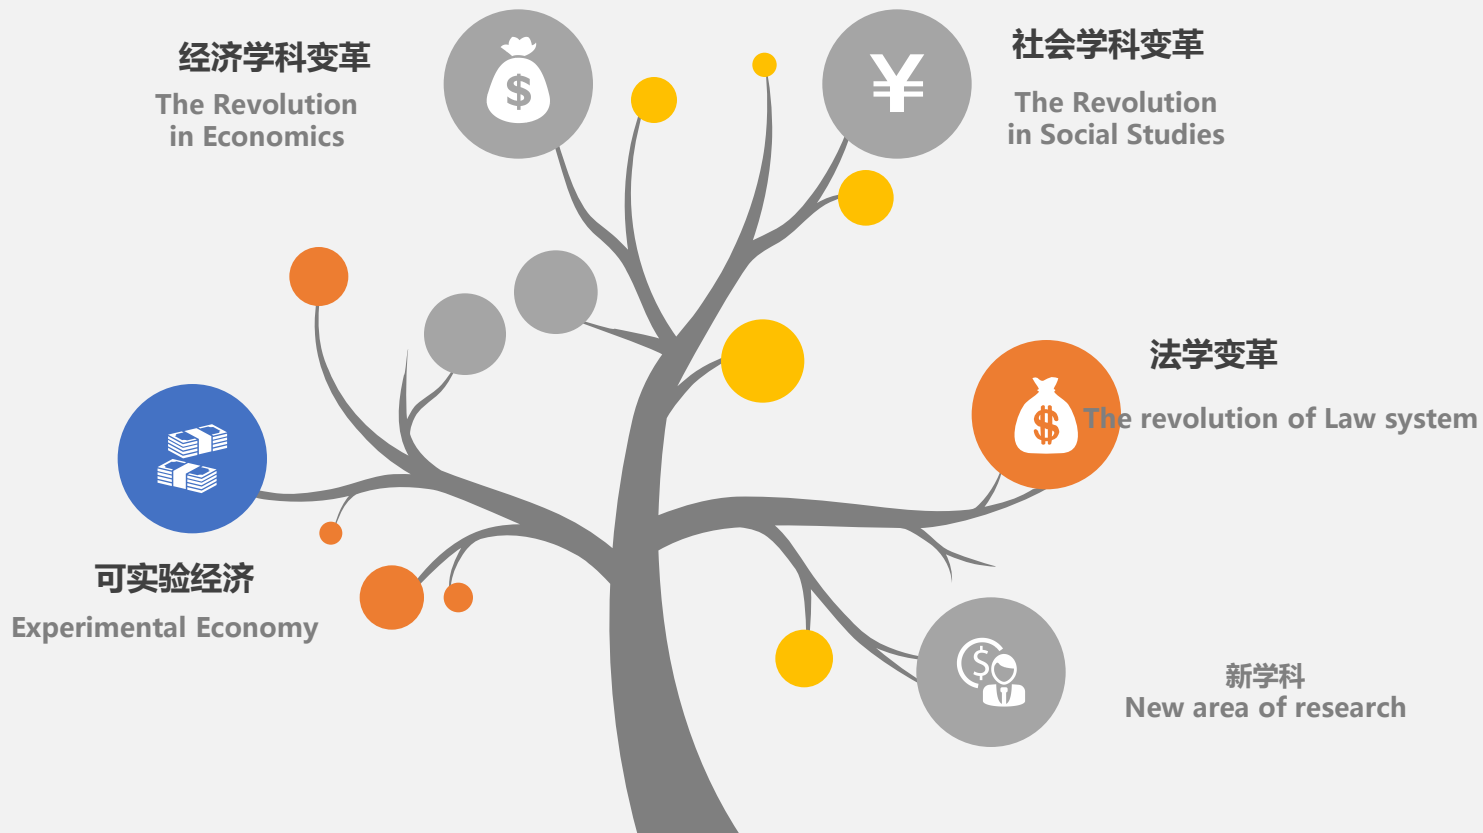 经济学科变革
The Revolution
in Economics
$
¥
社会学科变革
The Revolution
in Social Studies
法学变革
$
The revolution of Law system
可实验经济
Experimental Economy
$
新学科
New area of research